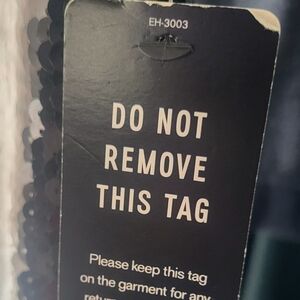 EH-3003
DO NOT
REMOVE
THIS TAG
Please keep this tag
on the garment for any